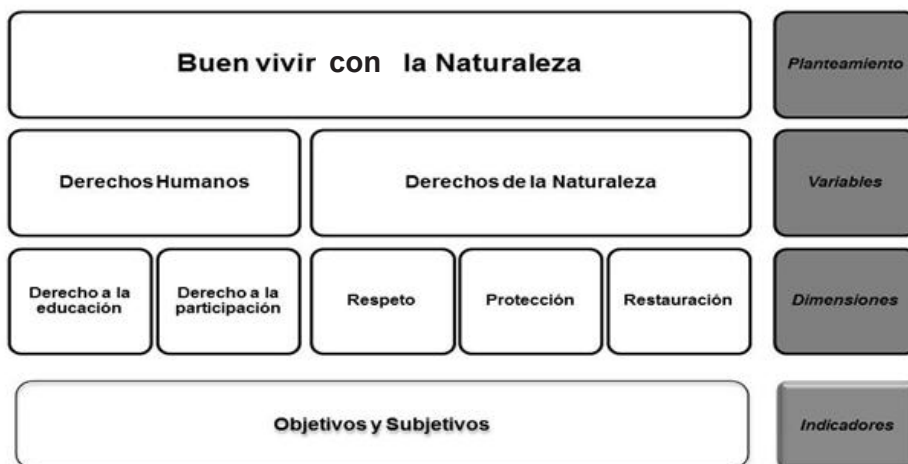 Buen vivir con la Naturaleza
Planteamiento
Derechos Humanos
Derechos de la Naturaleza
Variables
Derecho a la
educación
Derecho a la
participación
Respeto
Protección
Restauración
Dimensiones
Objetivos y Subjetivos
Indicadores